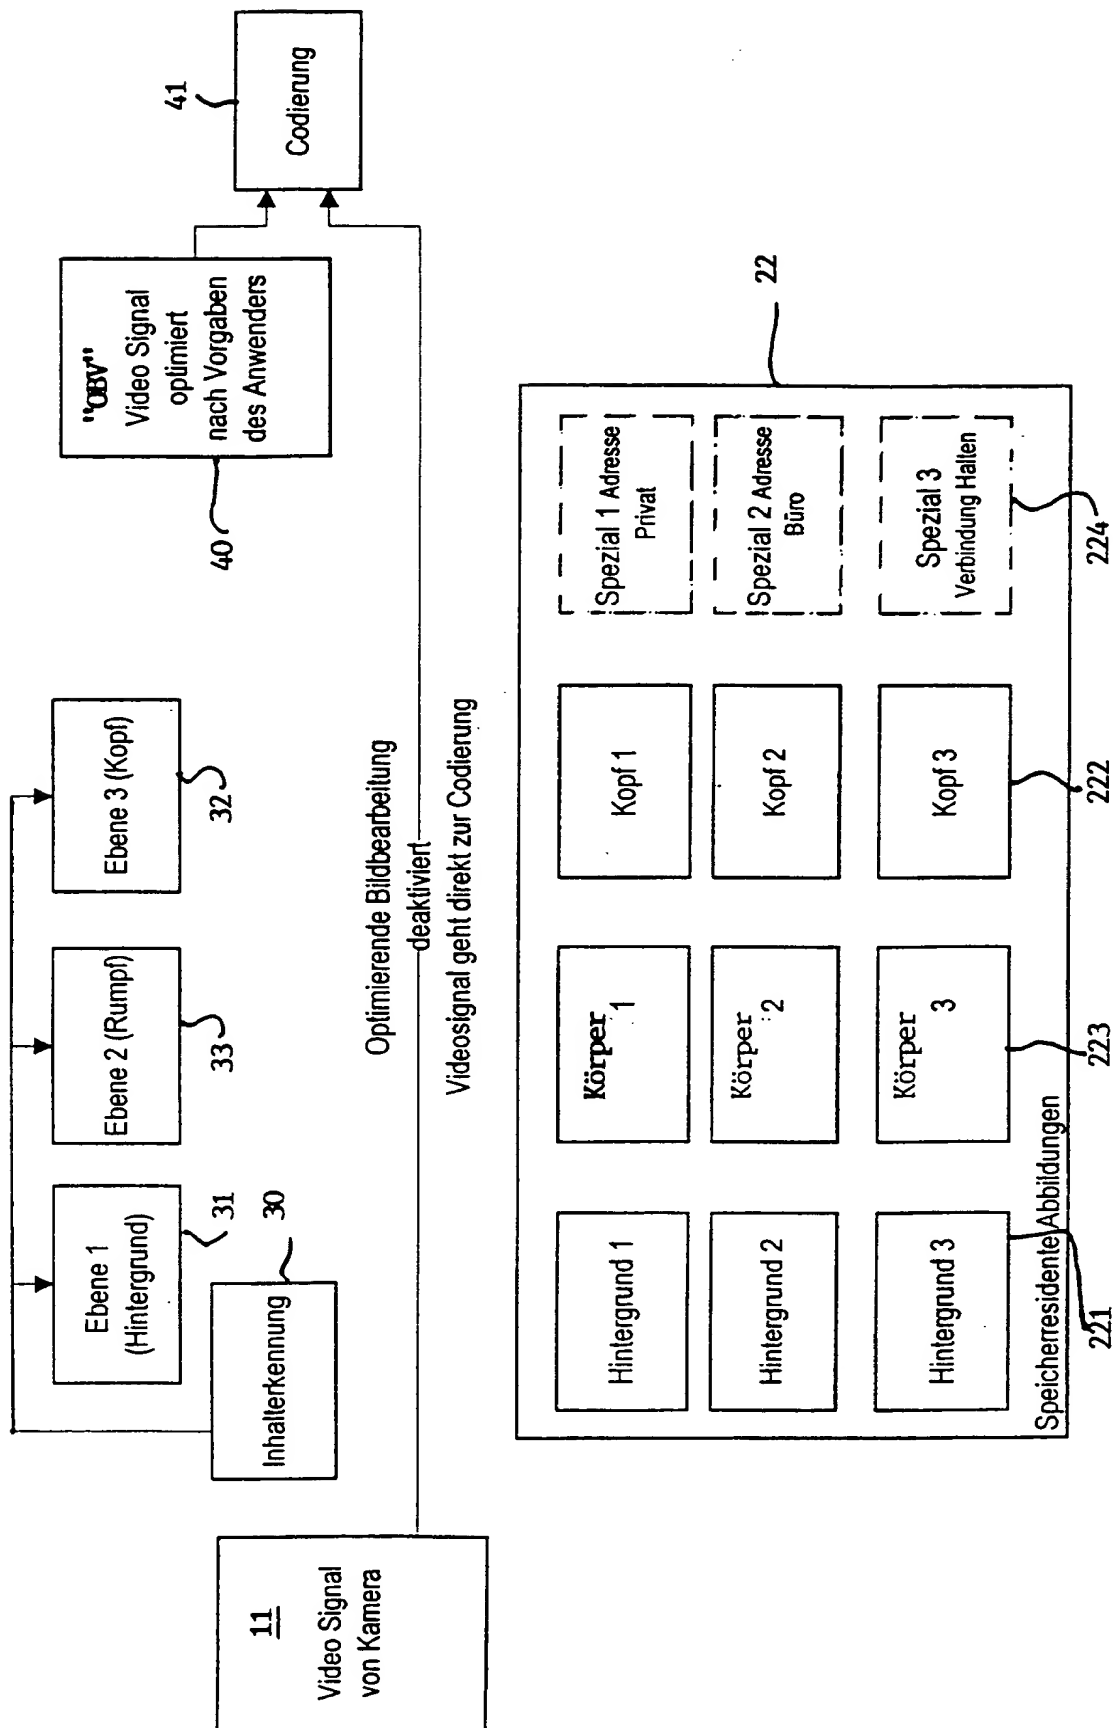 11
Video Signal
von Kamera
Inhalterkennung
30
Ebene 1
(Hintergrund)
31
Ebene 2 (Rumpf)
33
Ebene 3 (Kopf)
32
"OBV"
Video Signal
optimiert
nach Vorgaben
des Anwenders
40
Codierung
41
Optimierende Bildbearbeitung
deaktiviert
Videosignal geht direkt zur Codierung
22
Hintergrund 1
Körper
1
Kopf 1
Spezial 1 Adresse
Privat
Hintergrund 2
Körper
2
Kopf 2
Spezial 2 Adresse
Büro
Hintergrund 3
Körper
3
Kopf 3
Spezial 3
Verbindung Halten
Speicherresidente Abbildungen
221
223
222
224